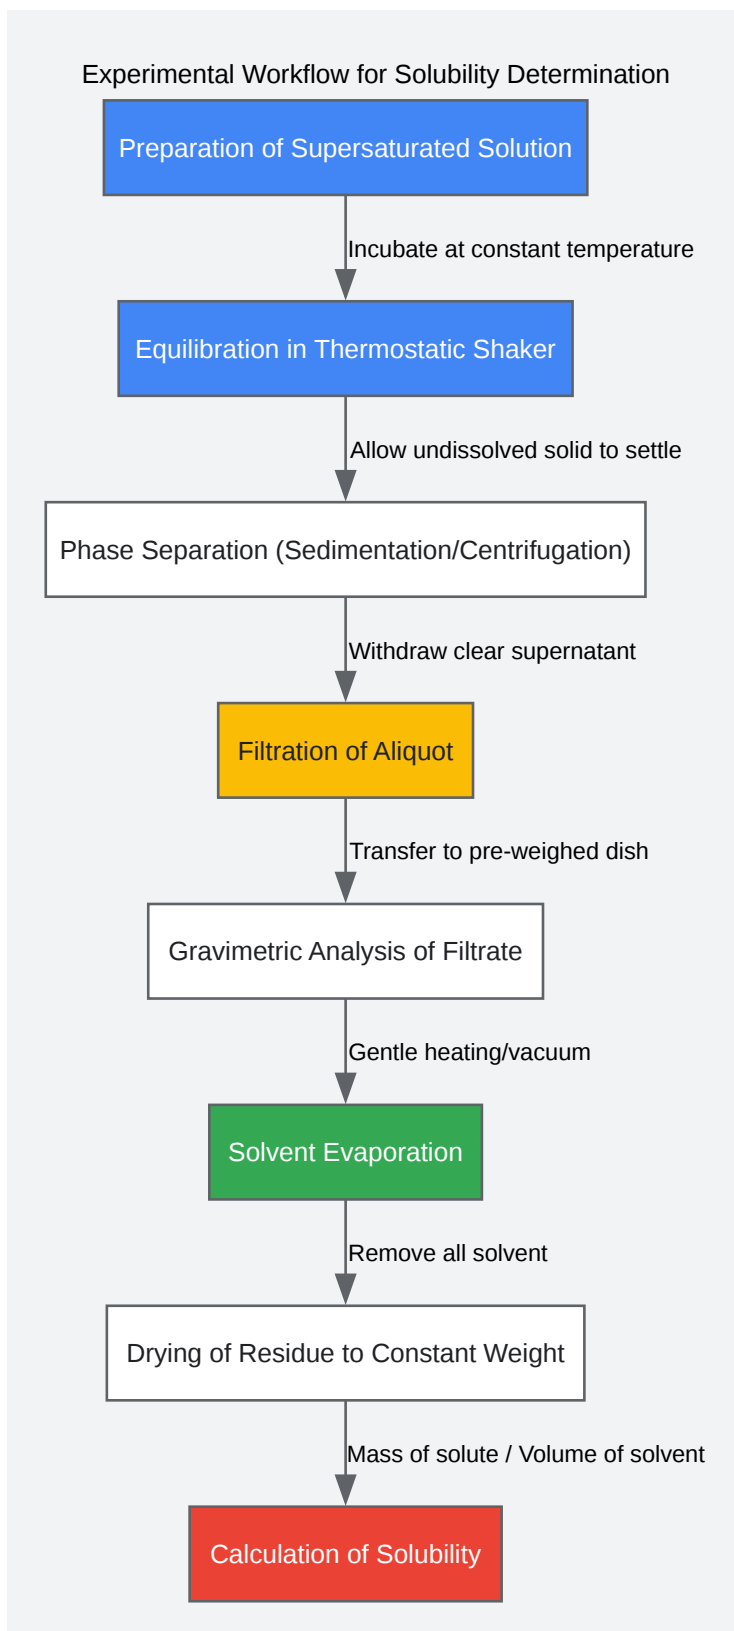 Experimental Workflow for Solubility Determination
Preparation of Supersaturated Solution
Incubate at constant temperature
Equilibration in Thermostatic Shaker
Allow undissolved solid to settle
Phase Separation (Sedimentation/Centrifugation)
Withdraw clear supernatant
Filtration of Aliquot
Transfer to pre-weighed dish
Gravimetric Analysis of Filtrate
Gentle heating/vacuum
Solvent Evaporation
Remove all solvent
Drying of Residue to Constant Weight
Mass of solute / Volume of solvent
Calculation of Solubility